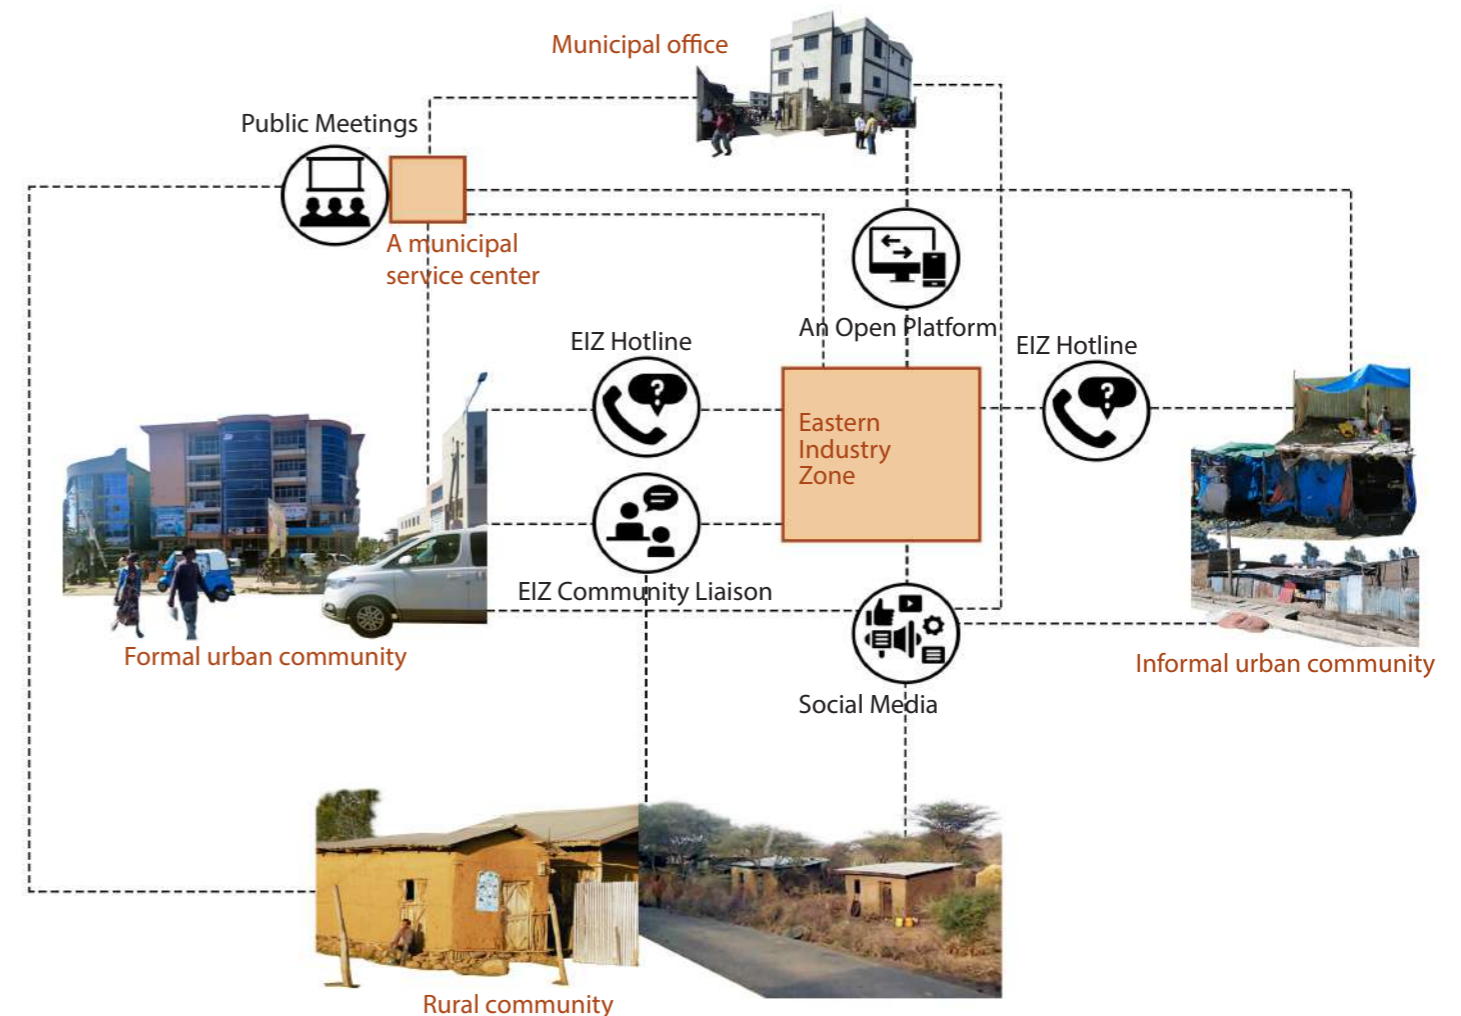 Municipal office
Public Meetings
A municipal
service center
An Open Platform
EIZ Hotline
EIZ Hotline
Eastern
Industry
Zone
EIZ Community Liaison
Formal urban community
Informal urban community
Social Media
Rural community